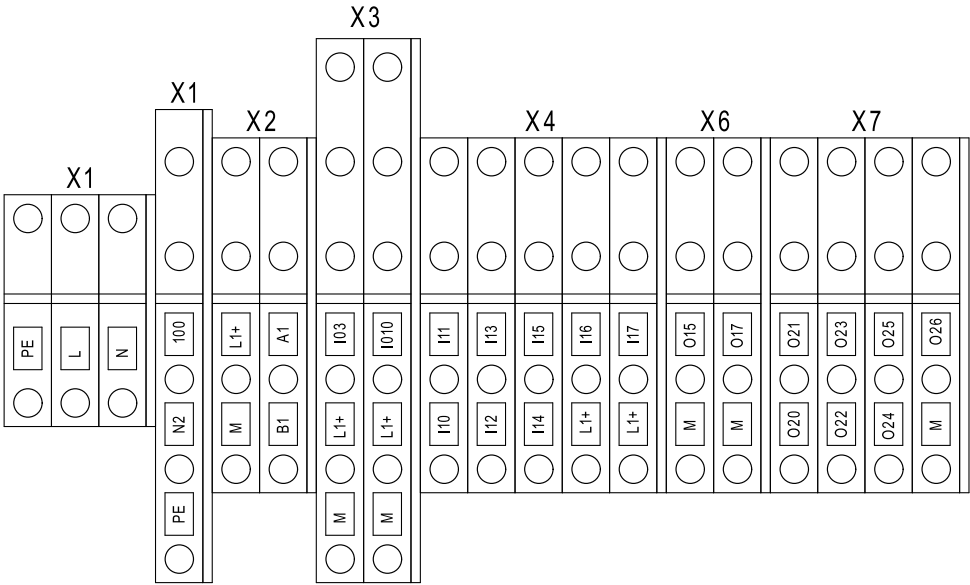 X3
X1
X2
X4
X6
X7
X1
PE
L
N
100
L1+
A1
I03
I010
I11
I13
I15
I16
I17
O15
O17
O21
O23
O25
O26
N2
M
B1
L1+
L1+
I10
I12
I14
L1+
L1+
M
M
O20
O22
O24
M
PE
M
M